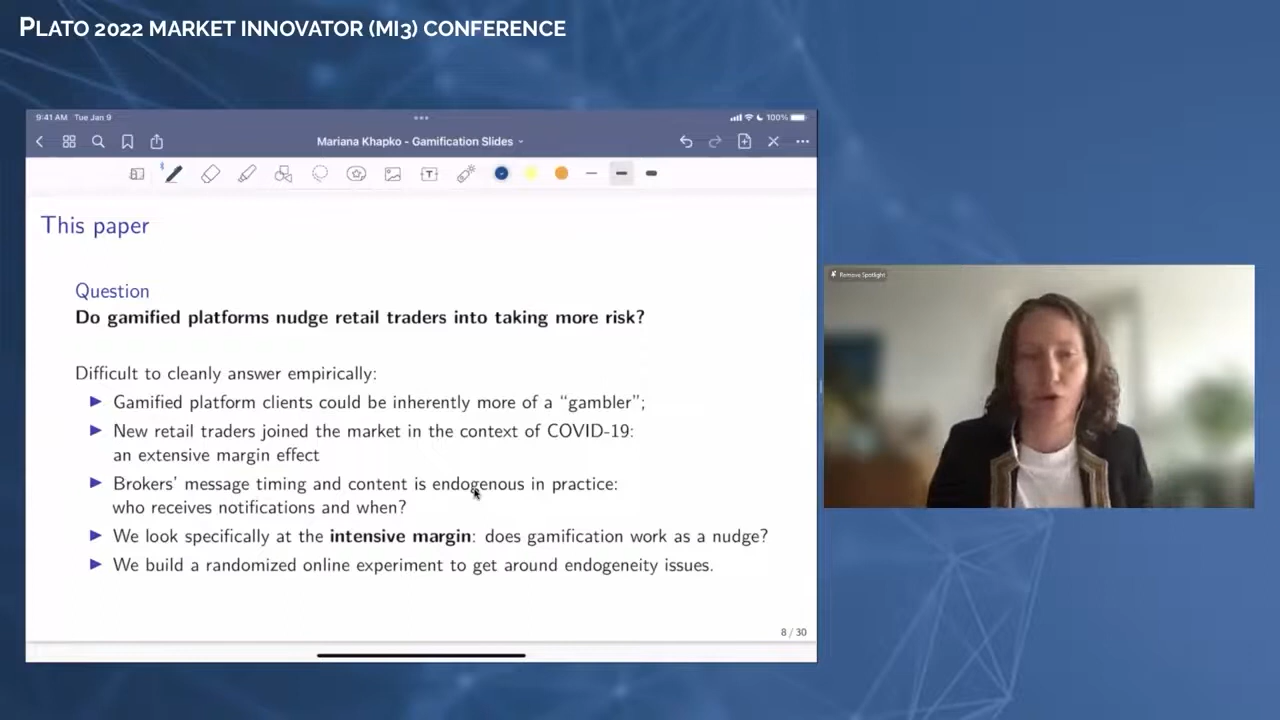 PLATO 2022 MARKET INNOVATOR (MI3) CONFERENCE
9:41 AM Tue Jan 9
100%
Mariana Khapko - Gamification Slides
T
This paper
Question
Do gamified platforms nudge retail traders into taking more risk?
Difficult to cleanly answer empirically:
Gamified platform clients could be inherently more of a “gambler”;
New retail traders joined the market in the context of COVID-19:
an extensive margin effect
Brokers’ message timing and content is endogenous in practice:
who receives notifications and when?
We look specifically at the intensive margin: does gamification work as a nudge?
We build a randomized online experiment to get around endogeneity issues.
8 / 30
Remove Spotlight